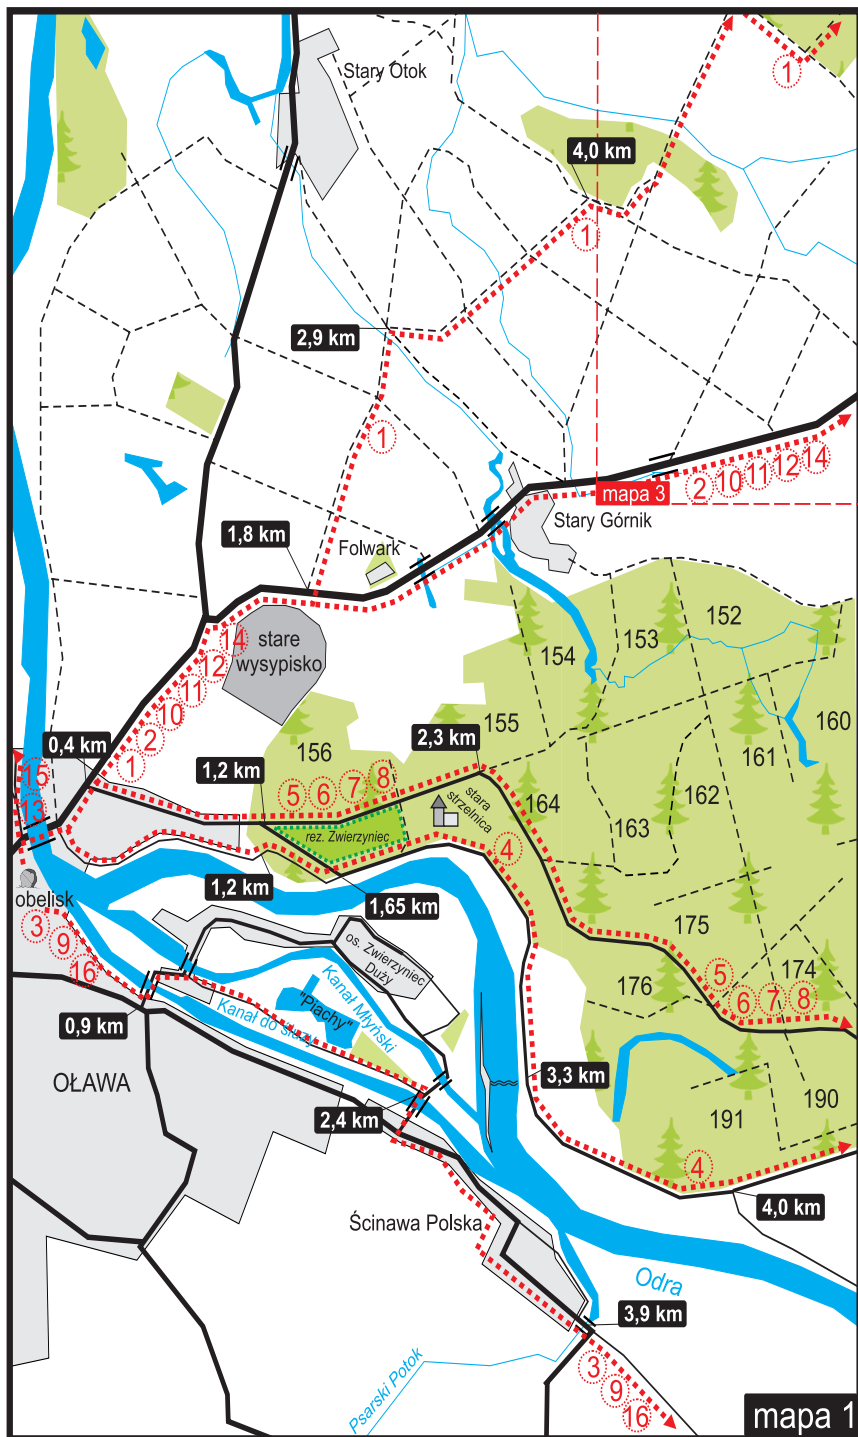 Stary Otok
1
4,0 km
1
2,9 km
1
mapa 3
2
10
11
12
14
Stary Górnik
1,8 km
Folwark
14
12
11
10
2
1
stare
wysypisko
152
153
154
155
160
161
162
163
164
156
2,3 km
0,4 km
1,2 km
15
13
5
6
7
8
stara
strzelnica
rez. Zwierzyniec
4
1,2 km
1,65 km
obelisk
3
9
16
os. Zwierzyniec
Duży
Kanał Młyński
"Piachy"
Kanał do śluzy
0,9 km
175
174
176
5
6
7
8
OŁAWA
3,3 km
2,4 km
191
190
4
4,0 km
Ścinawa Polska
Odra
3,9 km
Psarski Potok
3
9
16
mapa 1